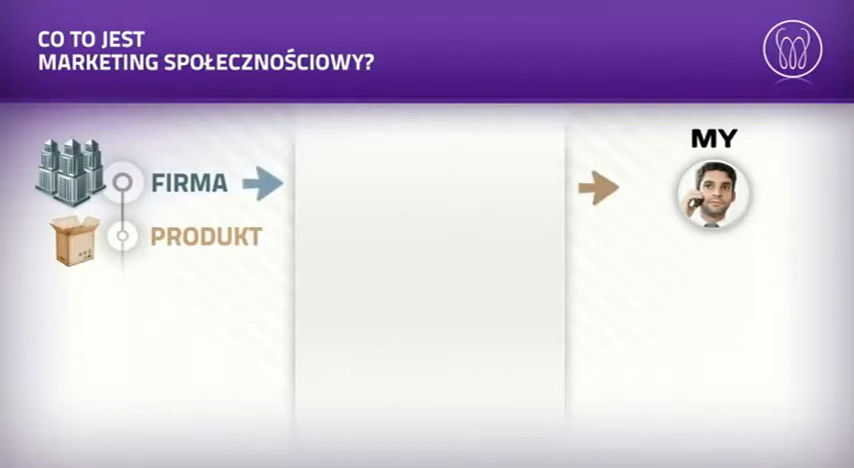 CO TO JEST
MARKETING SPOŁECZNOŚCIOWY?
MY
FIRMA
PRODUKT